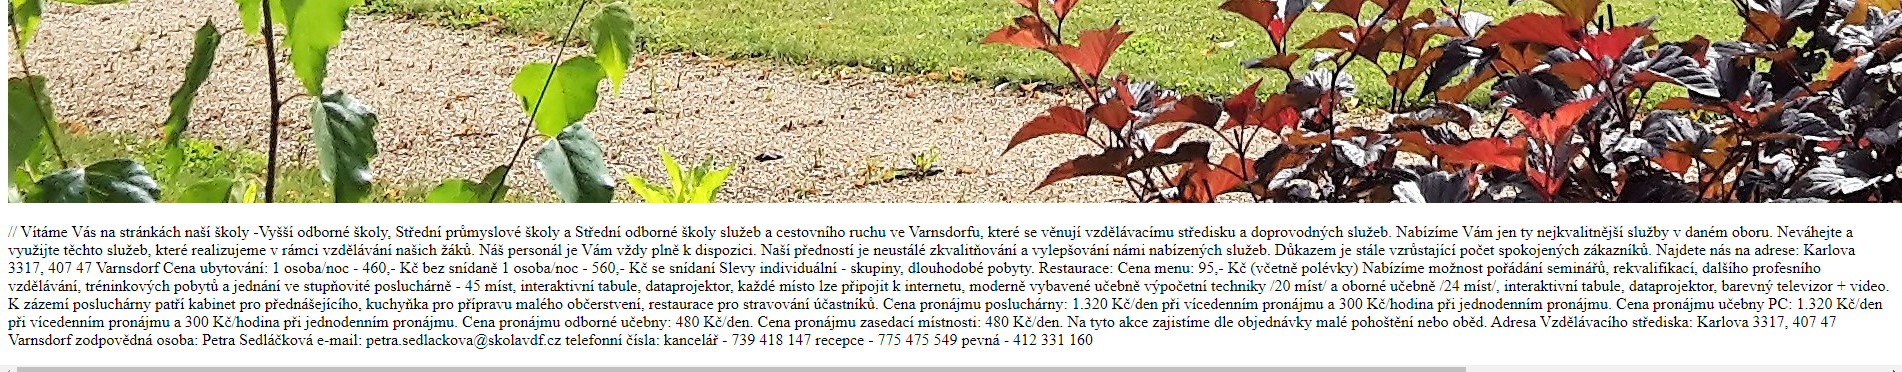 // Vítáme Vás na stránkách naší školy -Vyšší odborné školy, Střední průmyslové školy a Střední odborné školy služeb a cestovního ruchu ve Varnsdorfu, které se věnují vzdělávacímu středisku a doprovodných služeb. Nabízíme Vám jen ty nejkvalitnější služby v daném oboru. Neváhejte a
využijte těchto služeb, které realizujeme v rámci vzdělávání našich žáků. Náš personál je Vám vždy plně k dispozici. Naší předností je neustálé zkvalitňování a vylepšování námi nabízených služeb. Důkazem je stále vzrůstající počet spokojených zákazníků. Najdete nás na adrese: Karlova
3317, 407 47 Varnsdorf Cena ubytování: 1 osoba/noc - 460,- Kč bez snídaně 1 osoba/noc - 560,- Kč se snídaní Slevy individuální - skupiny, dlouhodobé pobyty. Restaurace: Cena menu: 95,- Kč (včetně polévky) Nabízíme možnost pořádání seminářů, rekvalifikací, dalšího profesního
vzdělávání, tréninkových pobytů a jednání ve stupňovité posluchárně - 45 míst, interaktivní tabule, dataprojektor, každé místo lze připojit k internetu, moderně vybavené učebně výpočetní techniky /20 míst/ a oborné učebně /24 míst/, interaktivní tabule, dataprojektor, barevný televizor + video.
K zázemí posluchárny patří kabinet pro přednášejícího, kuchyňka pro přípravu malého občerstvení, restaurace pro stravování účastníků. Cena pronájmu posluchárny: 1.320 Kč/den při vícedenním pronájmu a 300 Kč/hodina při jednodenním pronájmu. Cena pronájmu učebny PC: 1.320 Kč/den
při vícedenním pronájmu a 300 Kč/hodina při jednodenním pronájmu. Cena pronájmu odborné učebny: 480 Kč/den. Cena pronájmu zasedací místnosti: 480 Kč/den. Na tyto akce zajistíme dle objednávky malé pohoštění nebo oběd. Adresa Vzdělávacího střediska: Karlova 3317, 407 47
Varnsdorf zodpovědná osoba: Petra Sedláčková e-mail: petra.sedlackova@skolavdf.cz telefonní čísla: kancelář - 739 418 147 recepce - 775 475 549 pevná - 412 331 160